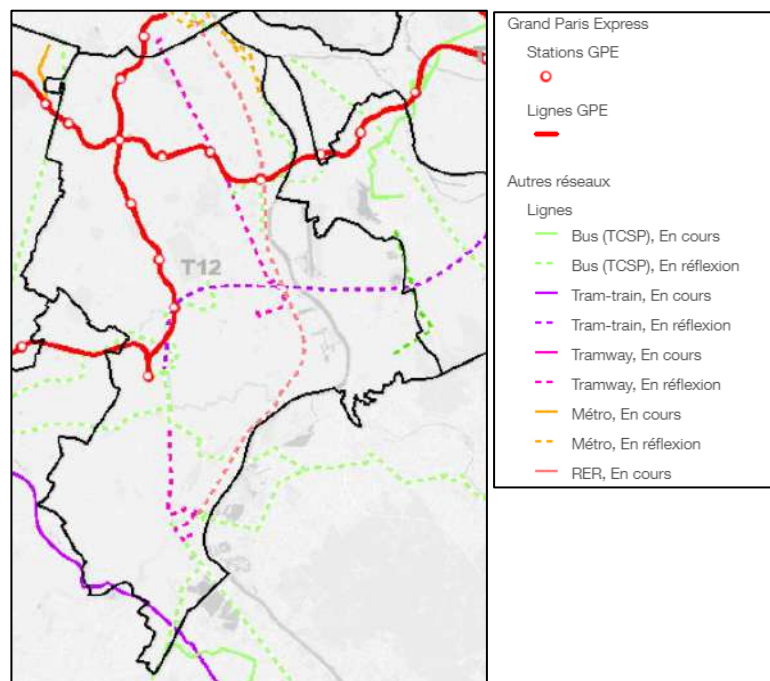 T12
Grand Paris Express
Stations GPE
Lignes GPE
Autres réseaux
Lignes
Bus (TCSP), En cours
Bus (TCSP), En réflexion
Tram-train, En cours
Tram-train, En réflexion
Tramway, En cours
Tramway, En réflexion
Métro, En cours
Métro, En réflexion
RER, En cours